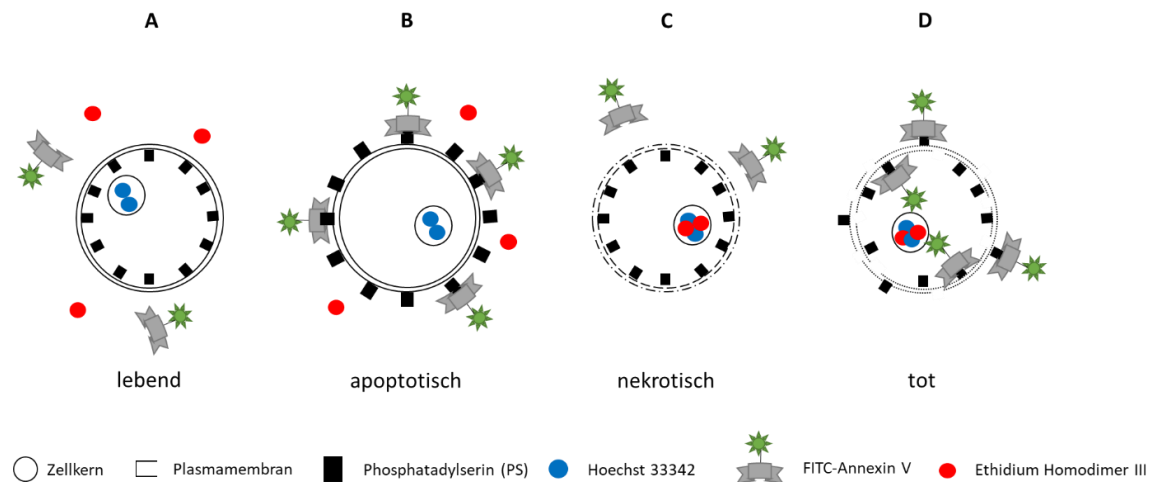 A B C D
lebend apoptotisch nekrotisch tot
Zellkern Plasmamembran Phosphatadylserin (PS) Hoechst 33342 FITC-Annexin V Ethidium Homodimer III